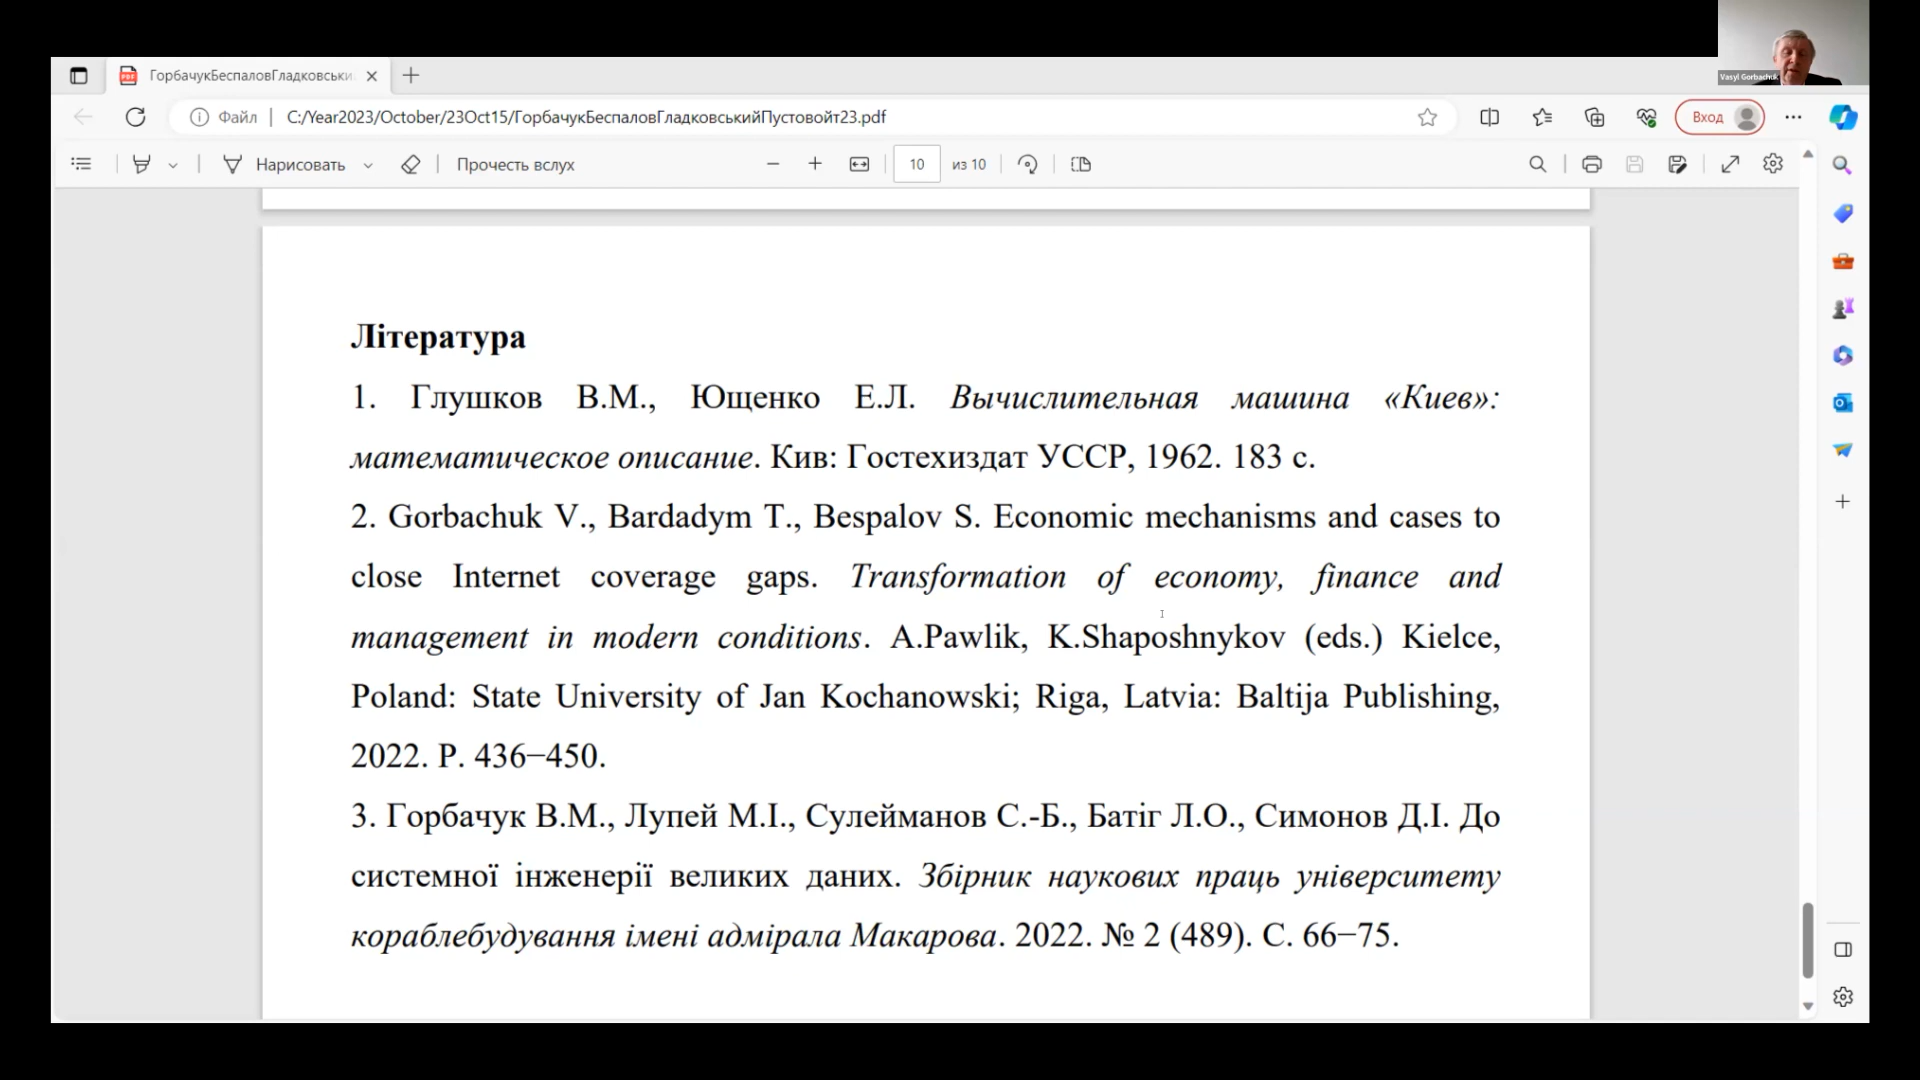 Vasyl Gorbachuk
ГорбачукБеспаловГладковськи
Файл
C:/Year2023/October/23Oct15/ГорбачукБеспаловГладковськийПустовойт23.pdf
Вход
Нарисовать
Прочесть вслух
10
из 10
Література
1. Глушков В.М., Ющенко Е.Л. Вычислительная машина «Киев»:
математическое описание. Кив: Гостехиздат УССР, 1962. 183 с.
2. Gorbachuk V., Bardadym T., Bespalov S. Economic mechanisms and cases to
close Internet coverage gaps. Transformation of economy, finance and
management in modern conditions. A.Pawlik, K.Shaposhnykov (eds.) Kielce,
Poland: State University of Jan Kochanowski; Riga, Latvia: Baltija Publishing,
2022. P. 436−450.
3. Горбачук В.М., Лупей М.І., Сулейманов С.-Б., Батіг Л.О., Симонов Д.І. До
системної інженерії великих даних. Збірник наукових праць університету
кораблебудування імені адмірала Макарова. 2022. № 2 (489). С. 66−75.